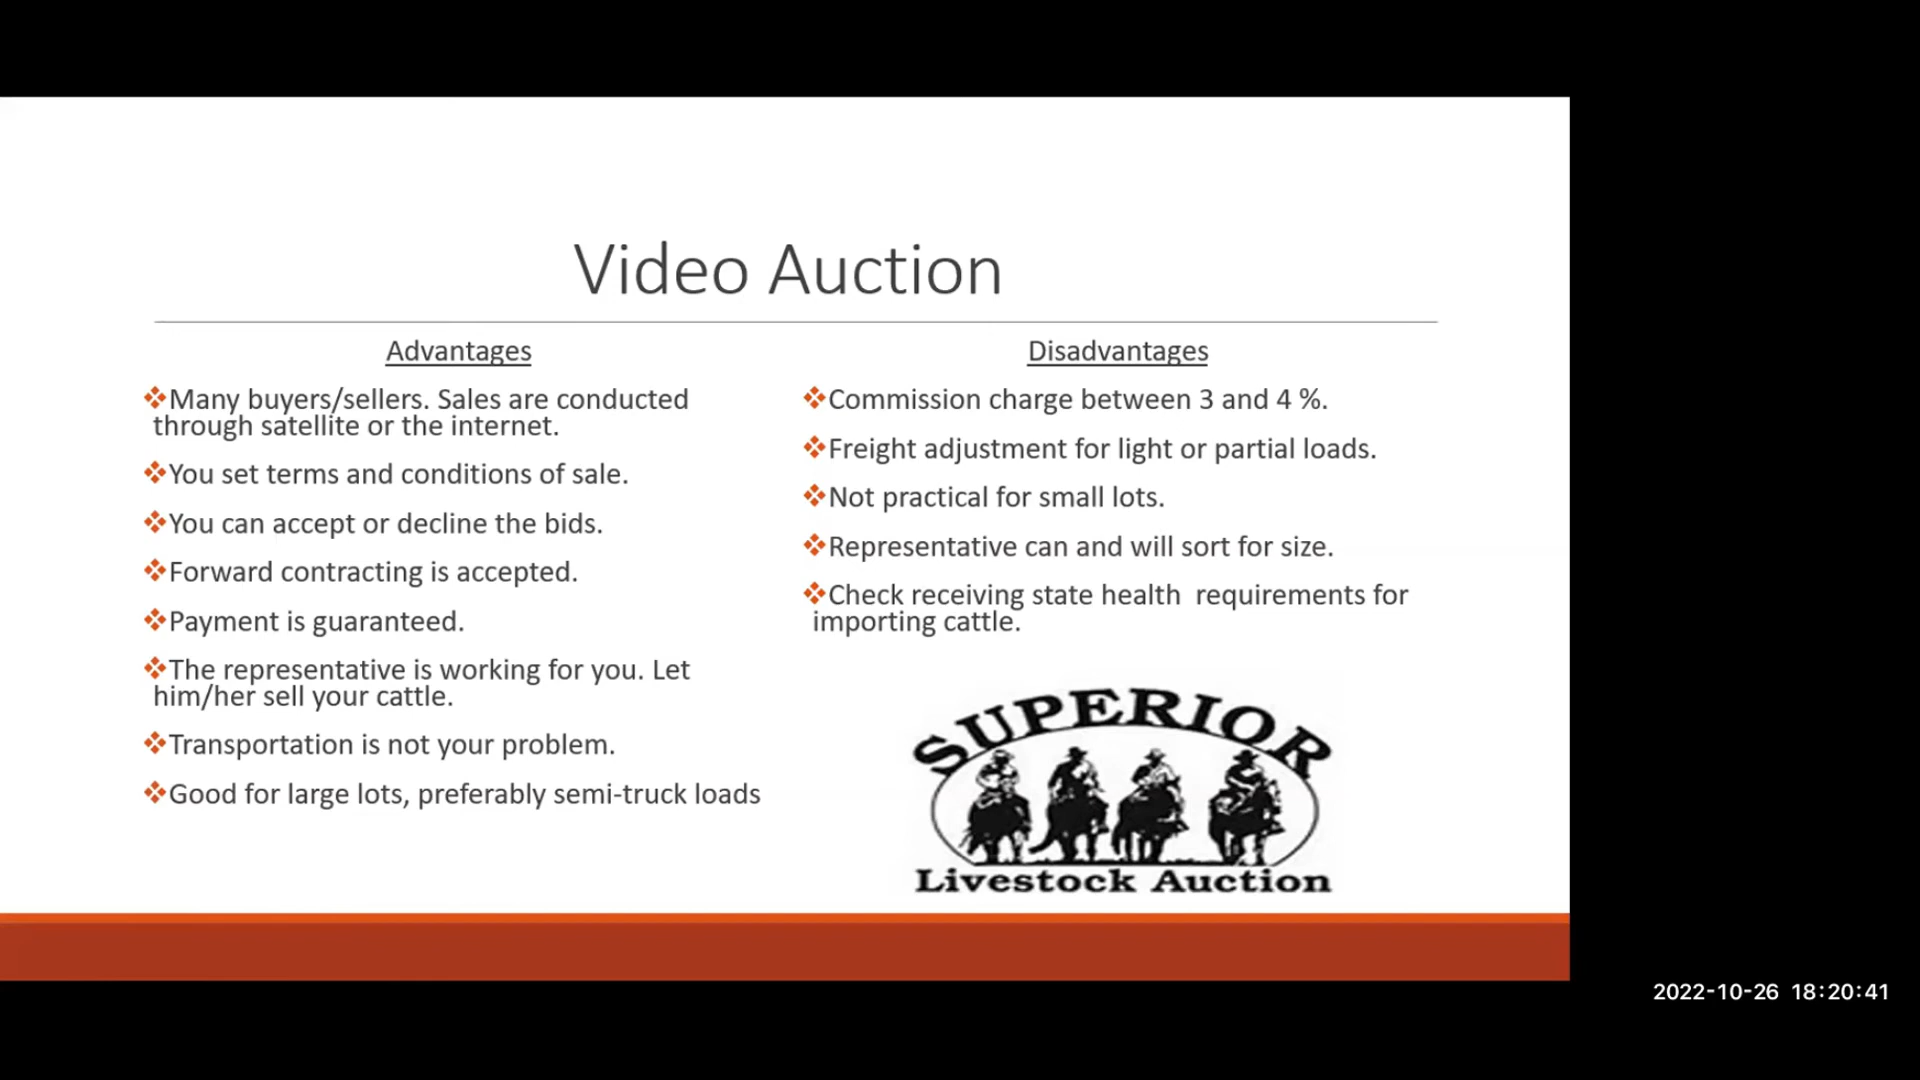 Video Auction
Advantages
Many buyers/sellers. Sales are conducted
through satellite or the internet.
You set terms and conditions of sale.
You can accept or decline the bids.
Forward contracting is accepted.
Payment is guaranteed.
The representative is working for you. Let
him/her sell your cattle.
Transportation is not your problem.
Good for large lots, preferably semi-truck loads
Disadvantages
Commission charge between 3 and 4 %.
Freight adjustment for light or partial loads.
Not practical for small lots.
Representative can and will sort for size.
Check receiving state health  requirements for
importing cattle.
SUPERIOR
Livestock Auction
2022-10-26 18:20:41